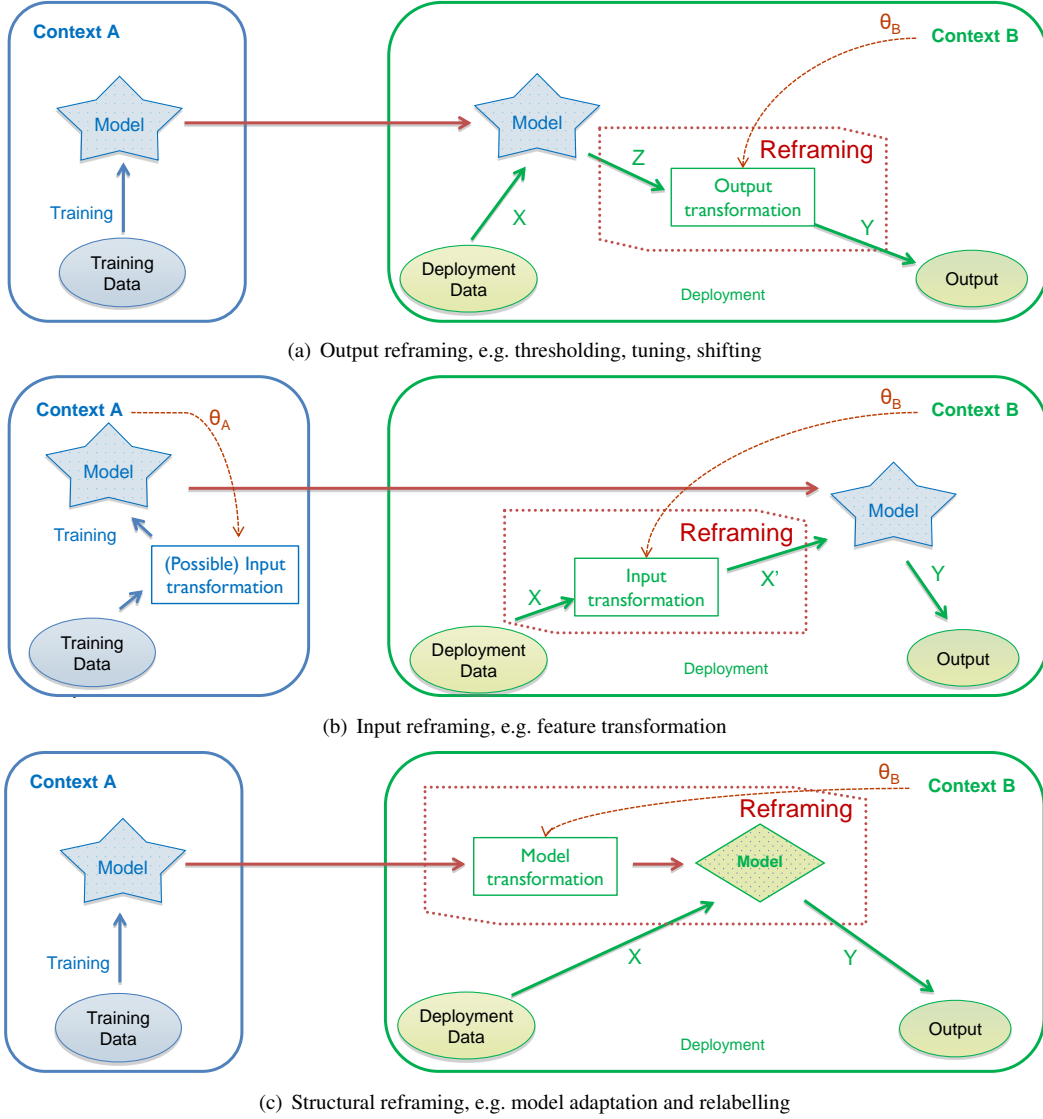 Context A
Model
Training
Training
Data
θB
Context B
Model
Reframing
Z
Output
transformation
X
Y
Deployment
Data
Output
Deployment
(a) Output reframing, e.g. thresholding, tuning, shifting
Context A
θA
Model
Training
(Possible) Input
transformation
Training
Data
θB
Context B
Model
Reframing
X
Input
transformation
X’
Y
Deployment
Data
Output
Deployment
(b) Input reframing, e.g. feature transformation
Context A
Model
Training
Training
Data
θB
Context B
Reframing
Model
transformation
Model
X
Y
Deployment
Data
Output
Deployment
(c) Structural reframing, e.g. model adaptation and relabelling